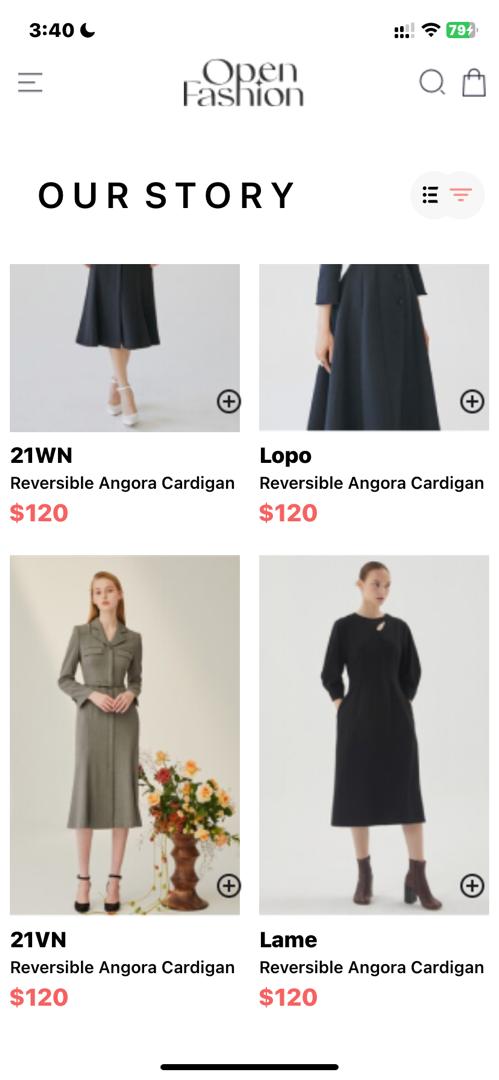 3:40
79
Open
Fashion
OUR STORY
21WN
Reversible Angora Cardigan
$120
Lopo
Reversible Angora Cardigan
$120
21VN
Reversible Angora Cardigan
$120
Lame
Reversible Angora Cardigan
$120